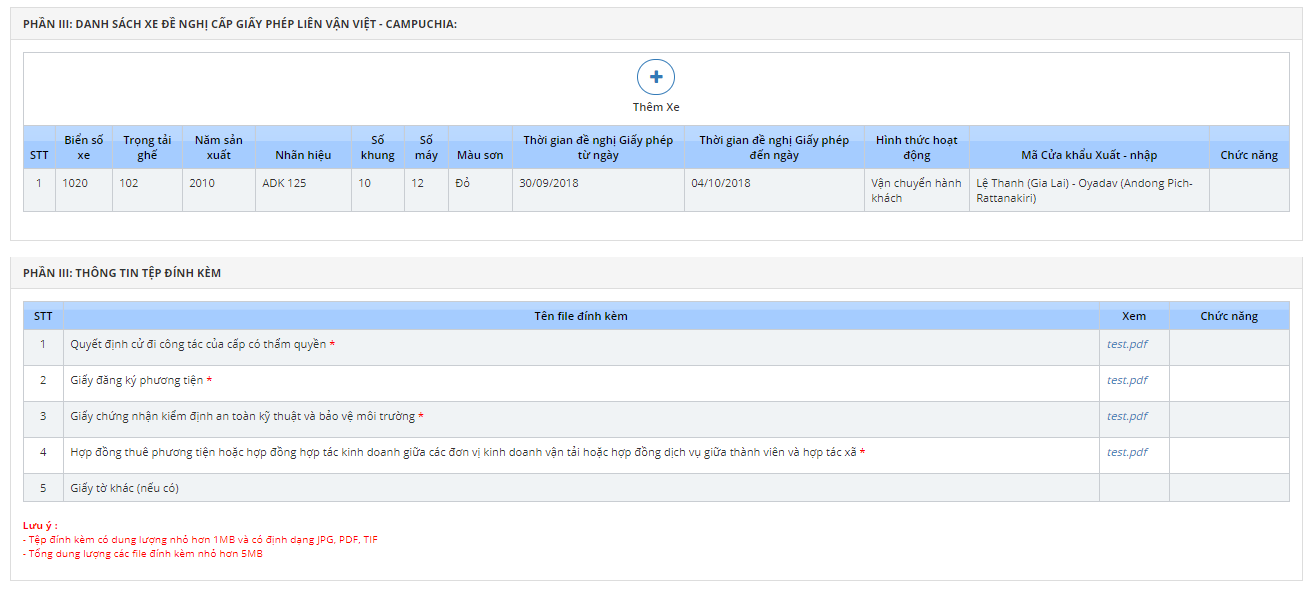 PHẦN III: DANH SÁCH XE ĐỀ NGHỊ CẤP GIẤY PHÉP LIÊN VẬN VIỆT - CAMPUCHIA:
Thêm Xe
STT Biển số xe Trọng tải ghế Năm sản xuất Nhãn hiệu Số khung Số máy Màu sơn Thời gian đề nghị Giấy phép từ ngày Thời gian đề nghị Giấy phép đến ngày Hình thức hoạt động Mã Cửa khẩu Xuất - nhập Chức năng
1 1020 102 2010 ADK 125 10 12 Đỏ 30/09/2018 04/10/2018 Vận chuyển hành khách Lệ Thanh (Gia Lai) - Oyadav (Andong Pich-Rattanakiri)
PHẦN III: THÔNG TIN TỆP ĐÍNH KÈM
STT Tên file đính kèm Xem Chức năng
1 Quyết định cử đi công tác của cấp có thẩm quyền * test.pdf
2 Giấy đăng ký phương tiện * test.pdf
3 Giấy chứng nhận kiểm định an toàn kỹ thuật và bảo vệ môi trường * test.pdf
4 Hợp đồng thuê phương tiện hoặc hợp đồng hợp tác kinh doanh giữa các đơn vị kinh doanh vận tải hoặc hợp đồng dịch vụ giữa thành viên và hợp tác xã * test.pdf
5 Giấy tờ khác (nếu có)
Lưu ý :
- Tệp đính kèm có dung lượng nhỏ hơn 1MB và có định dạng JPG, PDF, TIF
- Tổng dung lượng các file đính kèm nhỏ hơn 5MB